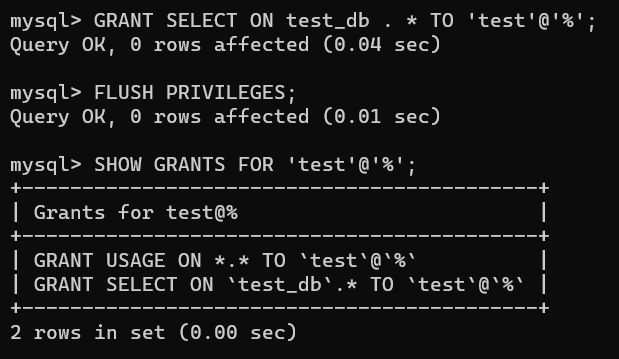 mysql> GRANT SELECT ON test_db . * TO 'test'@'%';
Query OK, 0 rows affected (0.04 sec)

mysql> FLUSH PRIVILEGES;
Query OK, 0 rows affected (0.01 sec)

mysql> SHOW GRANTS FOR 'test'@'%';
+-------------------------------------------+
| Grants for test@%                         |
+-------------------------------------------+
| GRANT USAGE ON *.* TO `test`@`%`          |
| GRANT SELECT ON `test_db`.* TO `test`@`%` |
+-------------------------------------------+
2 rows in set (0.00 sec)